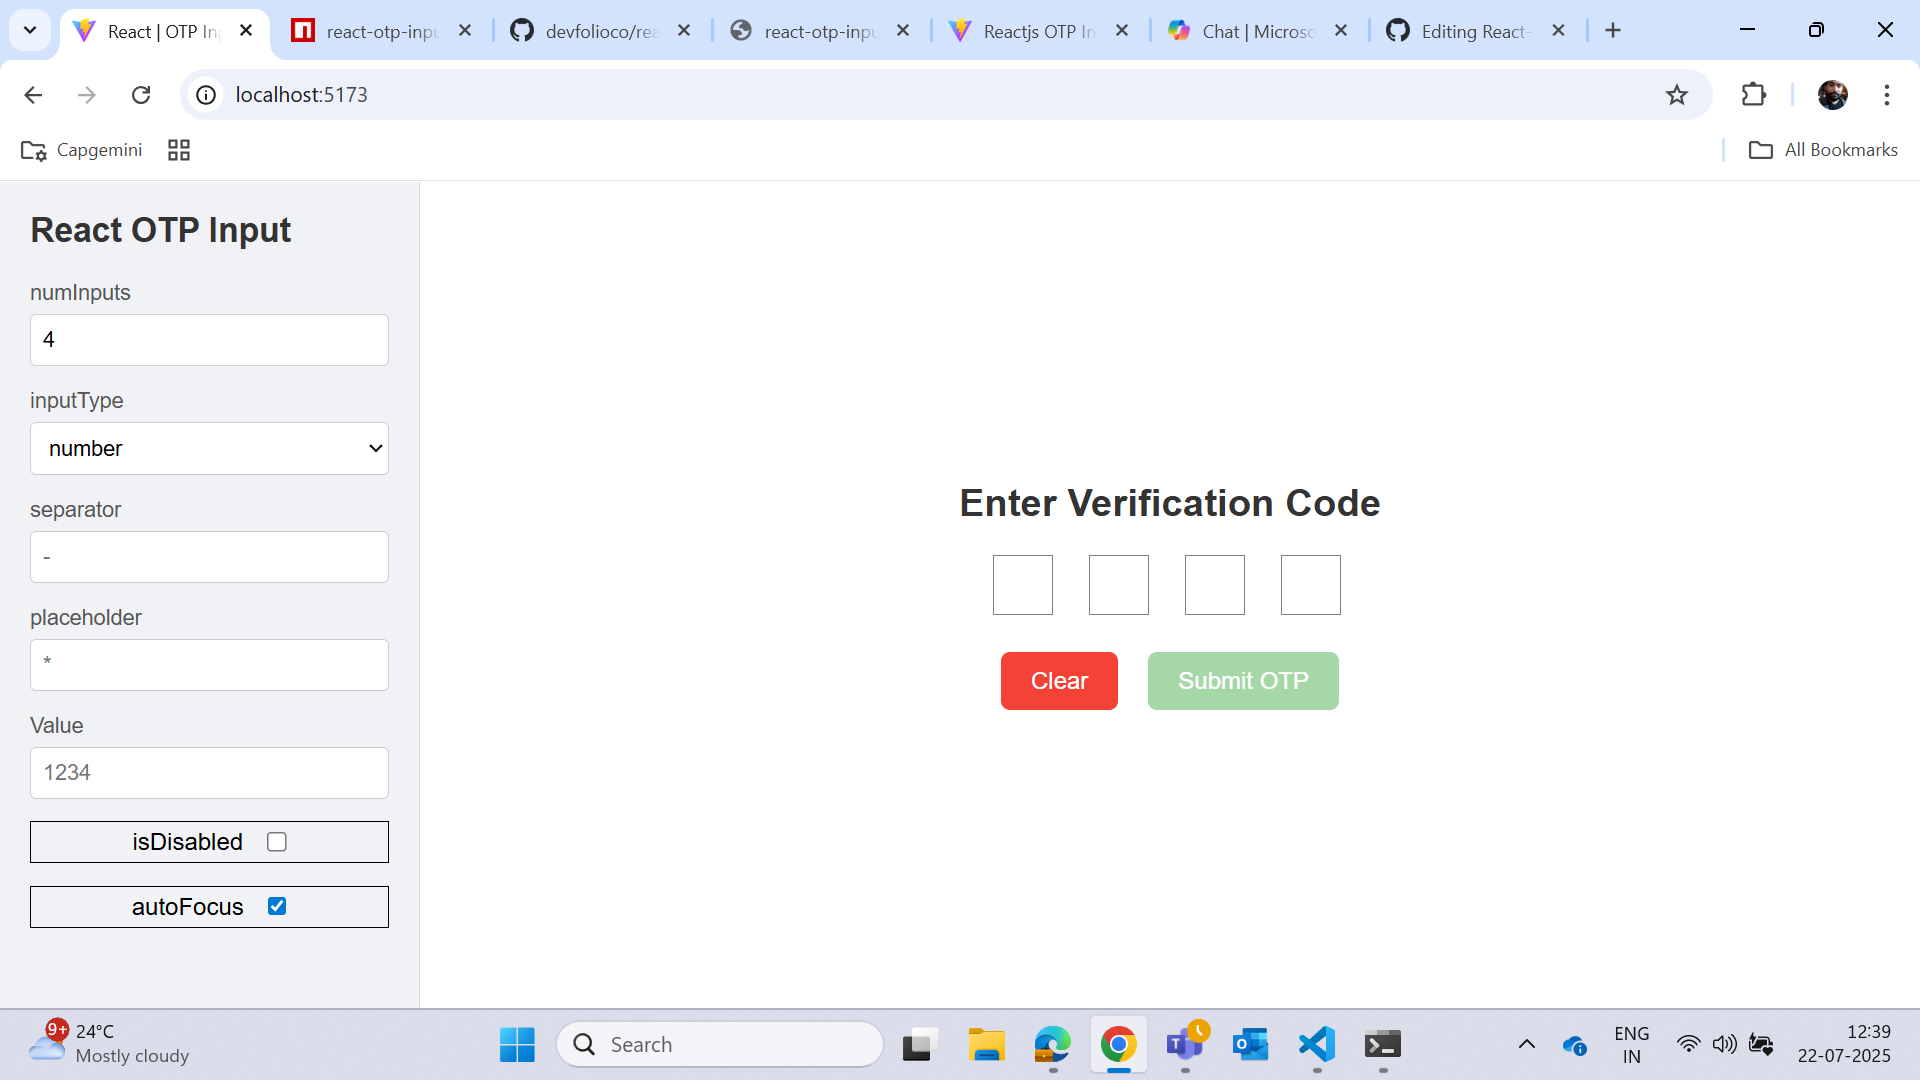 React | OTP In
react-otp-inpu
devfolioco/rea
react-otp-inpu
Reactjs OTP In
Chat | Microso
Editing React-
localhost:5173
Capgemini
All Bookmarks
React OTP Input
numInputs
4
inputType
number
separator
-
placeholder
*
Value
1234
isDisabled
autoFocus
Enter Verification Code
Clear
Submit OTP
9+
24°C
Mostly cloudy
Search
ENG
IN
12:39
22-07-2025